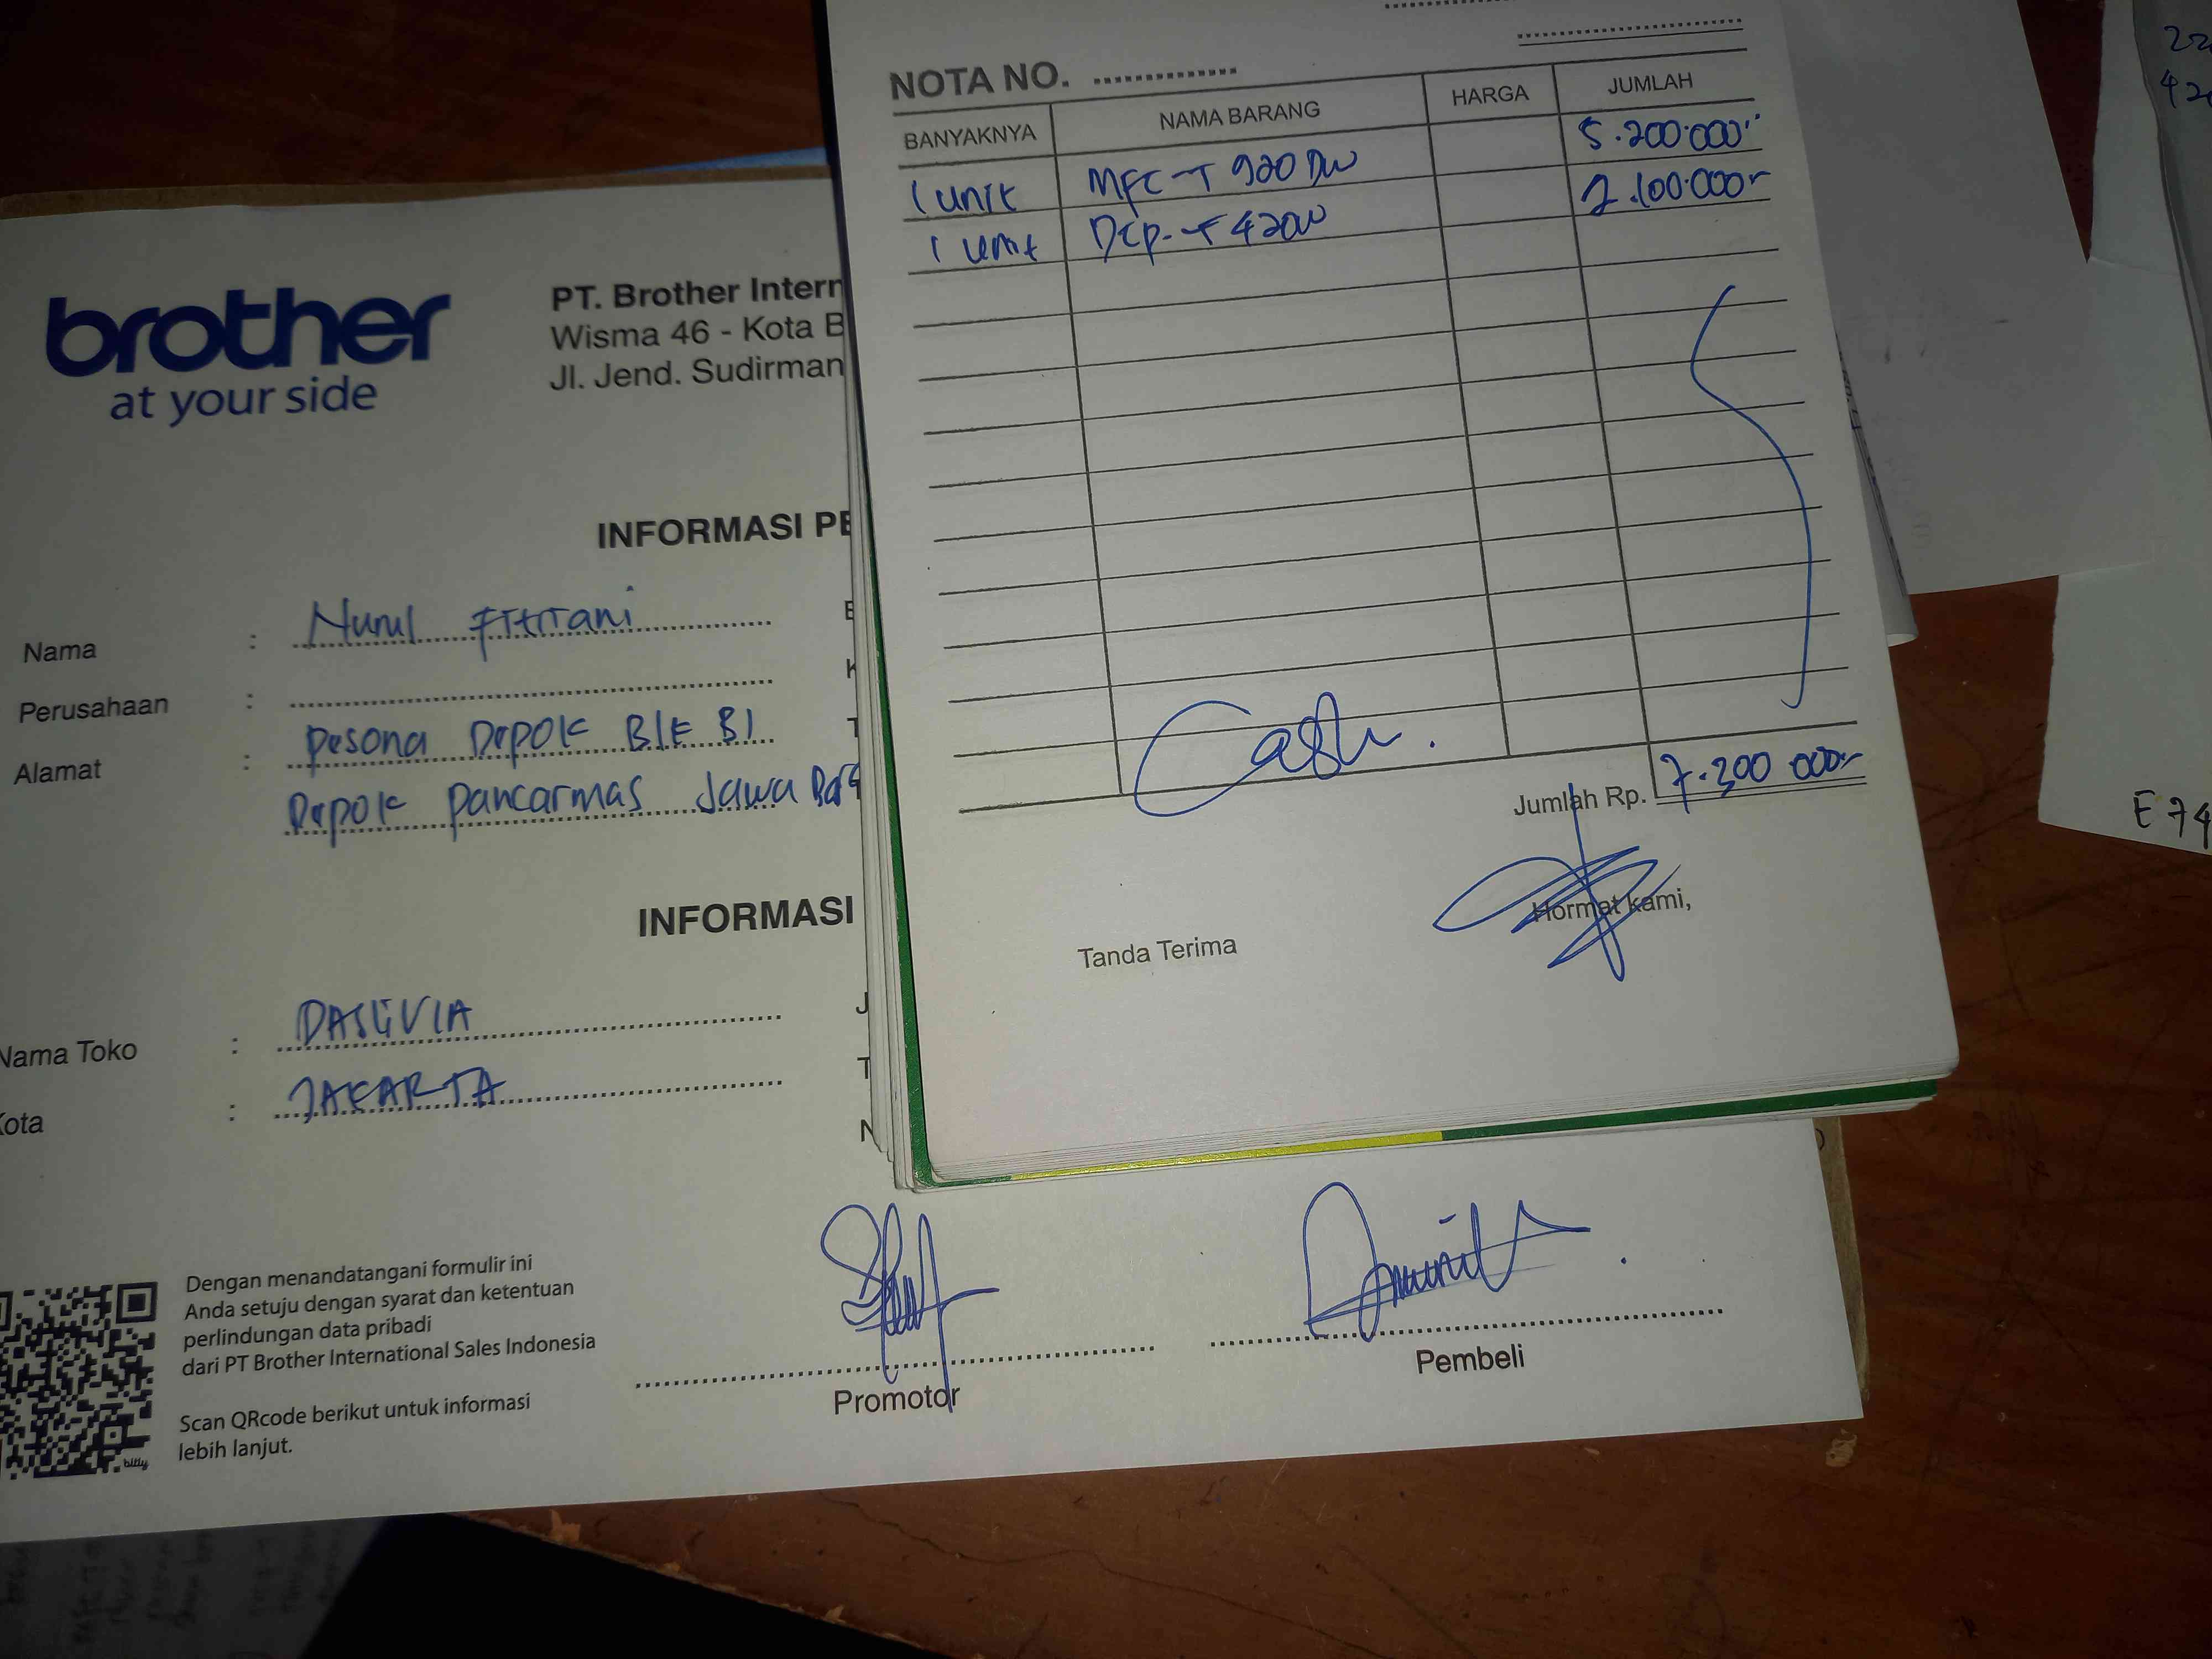 brother
at your side
PT. Brother Intern
Wisma 46 - Kota B
Jl. Jend. Sudirman
INFORMASI PE
Nama : Nurul Fitriani
Perusahaan :
Alamat : Pesona Depok Blk B1
Depok Pancarmas Jawa Bara
INFORMASI
Nama Toko : DASLIVIA
Kota : JAKARTA
Dengan menandatangani formulir ini
Anda setuju dengan syarat dan ketentuan
perlindungan data pribadi
dari PT Brother International Sales Indonesia
Scan QRcode berikut untuk informasi
lebih lanjut.
bitly
Promotor
Pembeli
NOTA NO.
BANYAKNYA NAMA BARANG HARGA JUMLAH
1 unit MFC-T 920 DW 5.200.000
1 unit DCP-T 420W 2.100.000
Cash.
Jumlah Rp. 7.300 000
Tanda Terima
Hormat kami,
E 74